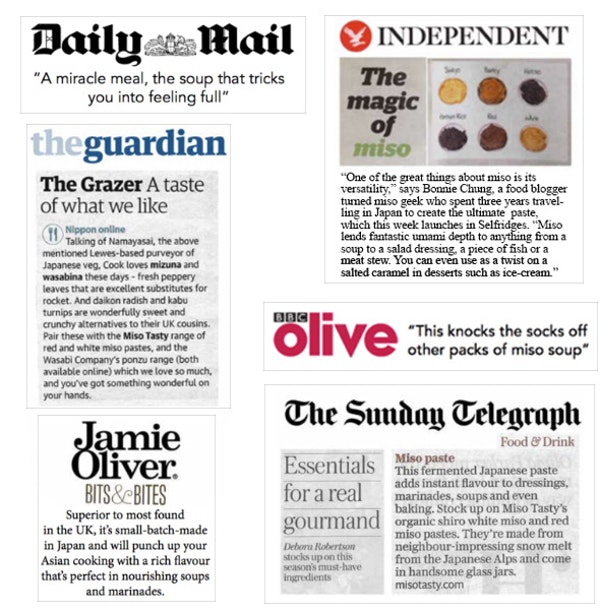 Daily Mail
“A miracle meal, the soup that tricks
you into feeling full”
INDEPENDENT
The
magic
of
miso
“One of the great things about miso is its
versatility,” says Bonnie Chung, a food blogger
turned miso geek who spent three years travel-
ling in Japan to create the ultimate paste,
which this week launches in Selfridges. “Miso
lends fantastic umami depth to anything from a
soup to a salad dressing, a piece of fish or a
meat stew. You can even use as a twist on a
salted caramel in desserts such as ice-cream.”
theguardian
The Grazer A taste
of what we like
Nippon online
Talking of Namayasai, the above
mentioned Lewes-based purveyor of
Japanese veg, Cook loves mizuna and
wasabina these days – fresh peppery
leaves that are excellent substitutes for
rocket. And daikon radish and kabu
turnips are wonderfully sweet and
crunchy alternatives to their UK cousins.
Pair these with the Miso Tasty range of
red and white miso pastes, and the
Wasabi Company's ponzu range (both
available online) which we love so much,
and you've got something wonderful on
your hands.
BBC
olive
“This knocks the socks off
other packs of miso soup”
The Sunday Telegraph
Food & Drink
Essentials
for a real
gourmand
Debora Robertson
stocks up on this
season's must-have
ingredients
Miso paste
This fermented Japanese paste
adds instant flavour to dressings,
marinades, soups and even
baking. Stock up on Miso Tasty's
organic shiro white miso and red
miso pastes. They're made from
neighbour-impressing snow melt
from the Japanese Alps and come
in handsome glass jars.
misotasty.com
Jamie
Oliver
BITS & BITES
Superior to most found
in the UK, it's small-batch-made
in Japan and will punch up your
Asian cooking with a rich flavour
that's perfect in nourishing soups
and marinades.